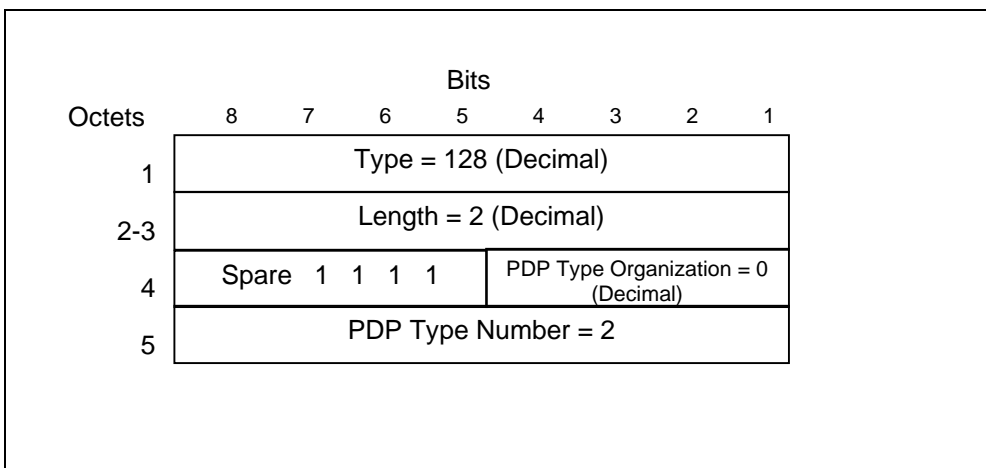 Bits
Octets 8 7 6 5 4 3 2 1
1 Type = 128 (Decimal)
2-3 Length = 2 (Decimal)
4 Spare 1 1 1 1 PDP Type Organization = 0
(Decimal)
5 PDP Type Number = 2